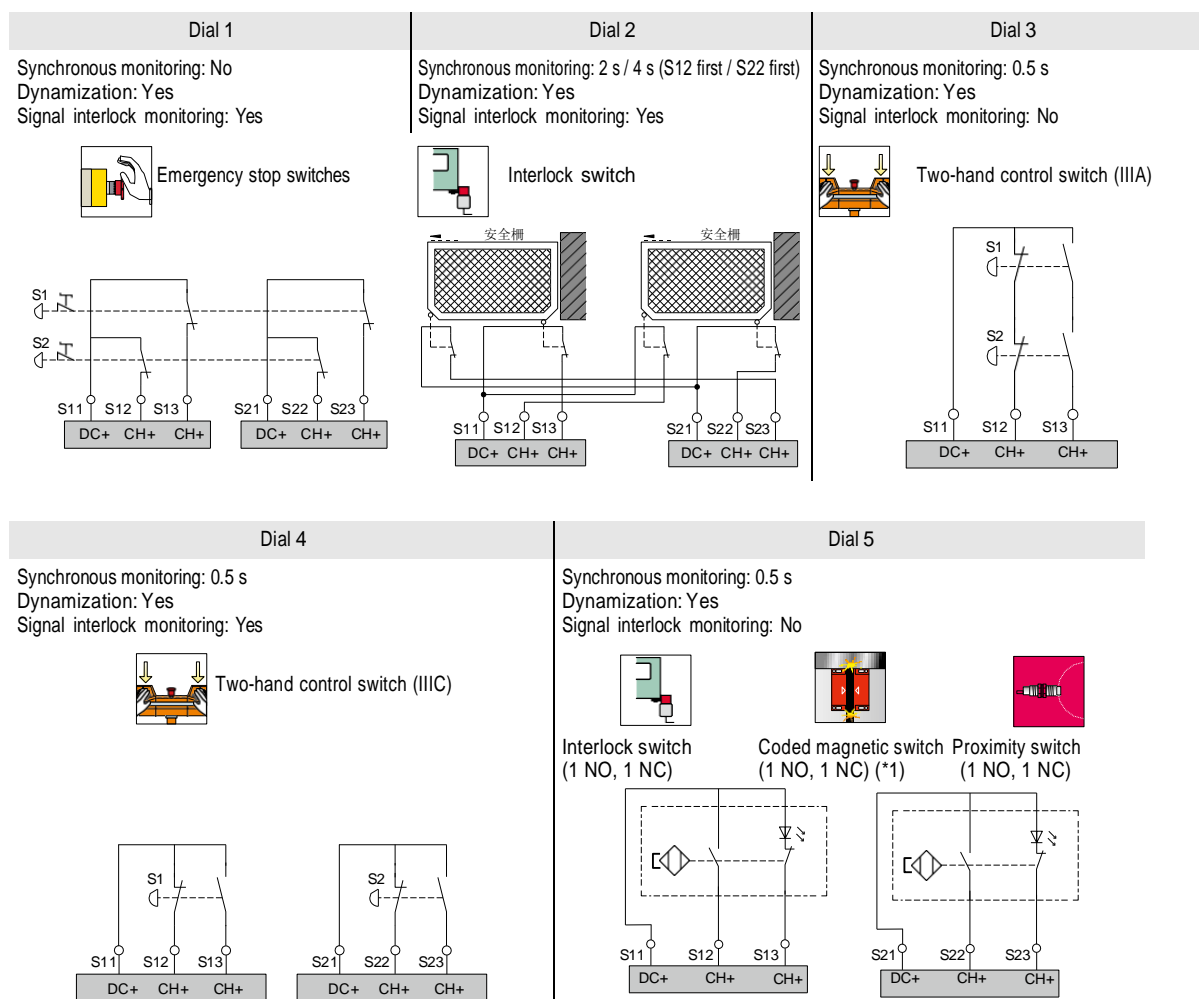 Dial 1
Synchronous monitoring: No
Dynamization: Yes
Signal interlock monitoring: Yes
Emergency stop switches
S1
S2
S11 S12 S13 S21 S22 S23
DC+ CH+ CH+ DC+ CH+ CH+
Dial 2
Synchronous monitoring: 2 s / 4 s (S12 first / S22 first)
Dynamization: Yes
Signal interlock monitoring: Yes
Interlock switch
安全栅 安全栅
S11 S12 S13 S21 S22 S23
DC+ CH+ CH+ DC+ CH+ CH+
Dial 3
Synchronous monitoring: 0.5 s
Dynamization: Yes
Signal interlock monitoring: No
Two-hand control switch (IIIA)
S1
S2
S11 S12 S13
DC+ CH+ CH+
Dial 4
Synchronous monitoring: 0.5 s
Dynamization: Yes
Signal interlock monitoring: Yes
Two-hand control switch (IIIC)
S1 S2
S11 S12 S13 S21 S22 S23
DC+ CH+ CH+ DC+ CH+ CH+
Dial 5
Synchronous monitoring: 0.5 s
Dynamization: Yes
Signal interlock monitoring: No
Interlock switch
(1 NO, 1 NC)
Coded magnetic switch
(1 NO, 1 NC) (*1)
Proximity switch
(1 NO, 1 NC)
S11 S12 S13 S21 S22 S23
DC+ CH+ CH+ DC+ CH+ CH+